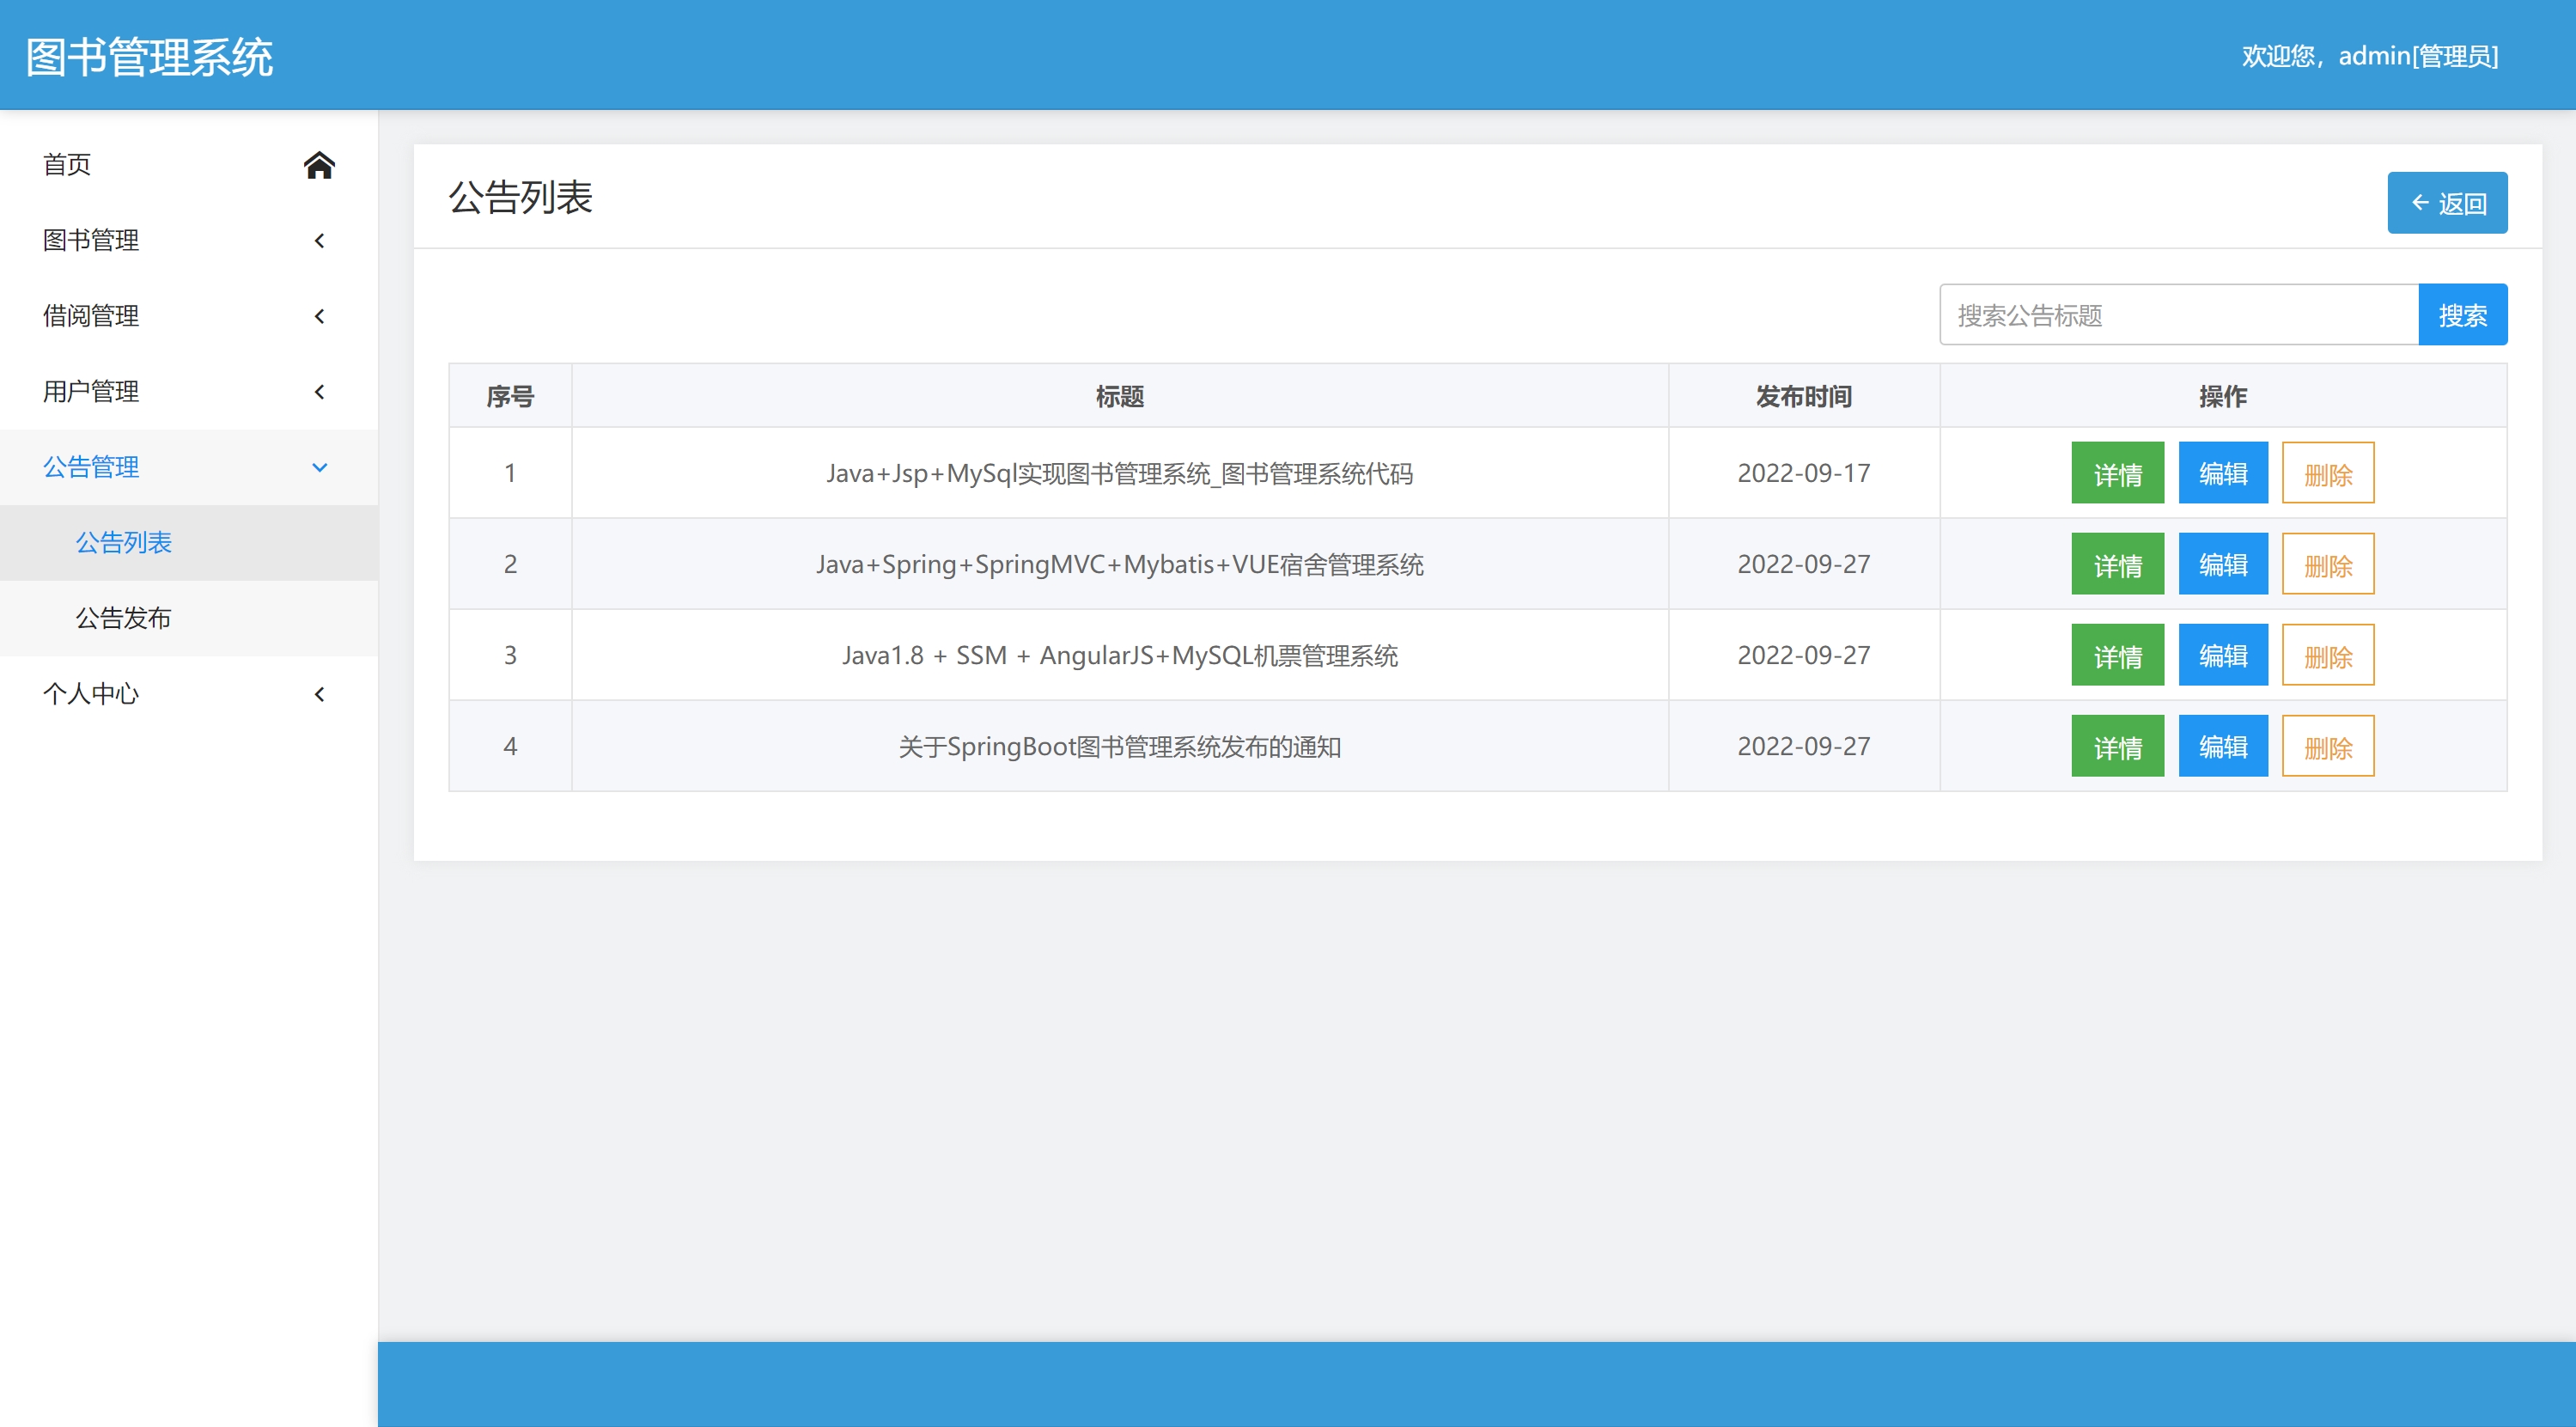 图书管理系统
欢迎您，admin[管理员]
首页
图书管理
借阅管理
用户管理
公告管理
公告列表
公告发布
个人中心
公告列表
返回
搜索公告标题 搜索
序号 标题 发布时间 操作
1 Java+Jsp+MySql实现图书管理系统_图书管理系统代码 2022-09-17 详情 编辑 删除
2 Java+Spring+SpringMVC+Mybatis+VUE宿舍管理系统 2022-09-27 详情 编辑 删除
3 Java1.8 + SSM + AngularJS+MySQL机票管理系统 2022-09-27 详情 编辑 删除
4 关于SpringBoot图书管理系统发布的通知 2022-09-27 详情 编辑 删除